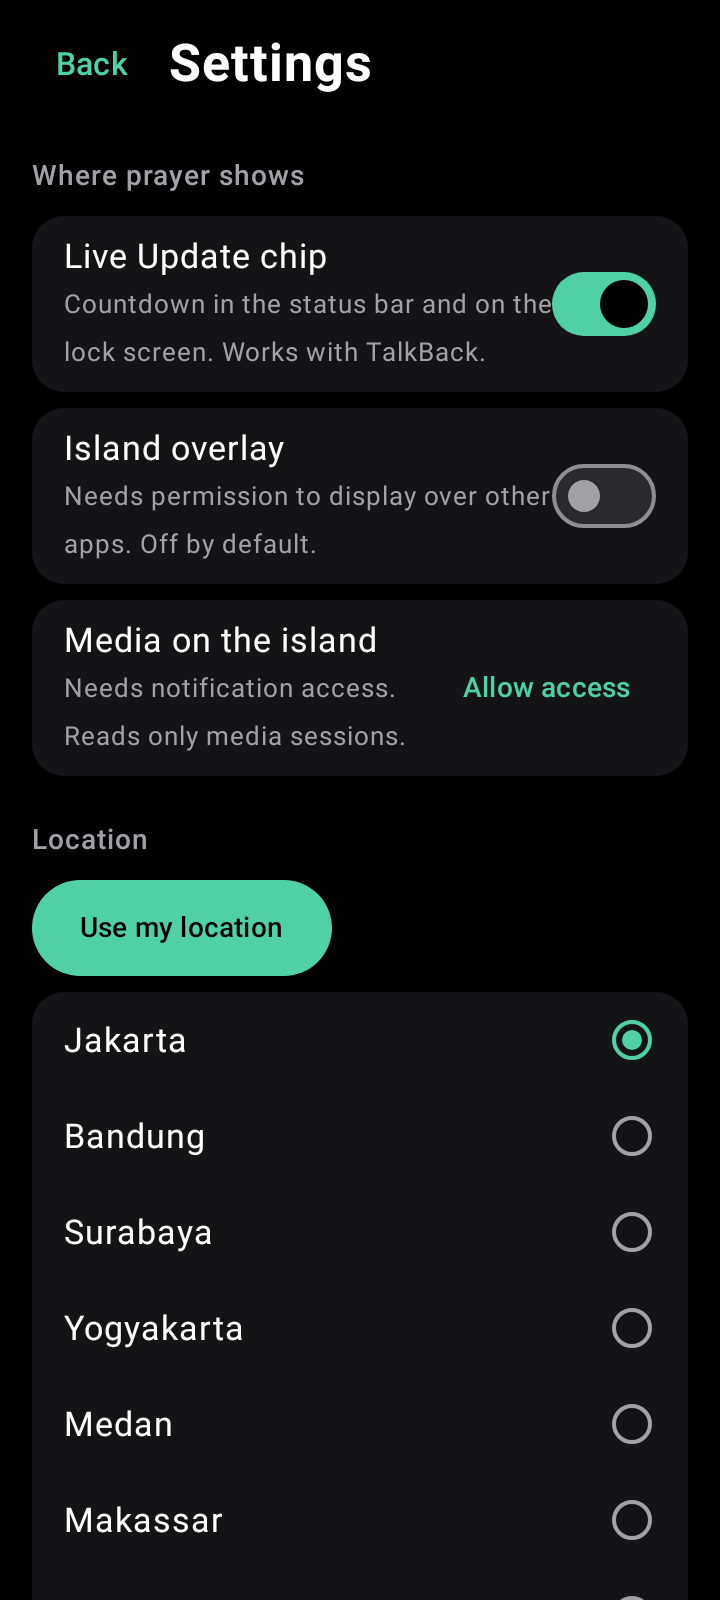 Back Settings
Where prayer shows
Live Update chip
Countdown in the status bar and on the
lock screen. Works with TalkBack.
Island overlay
Needs permission to display over other
apps. Off by default.
Media on the island
Needs notification access.
Allow access
Reads only media sessions.
Location
Use my location
Jakarta
Bandung
Surabaya
Yogyakarta
Medan
Makassar